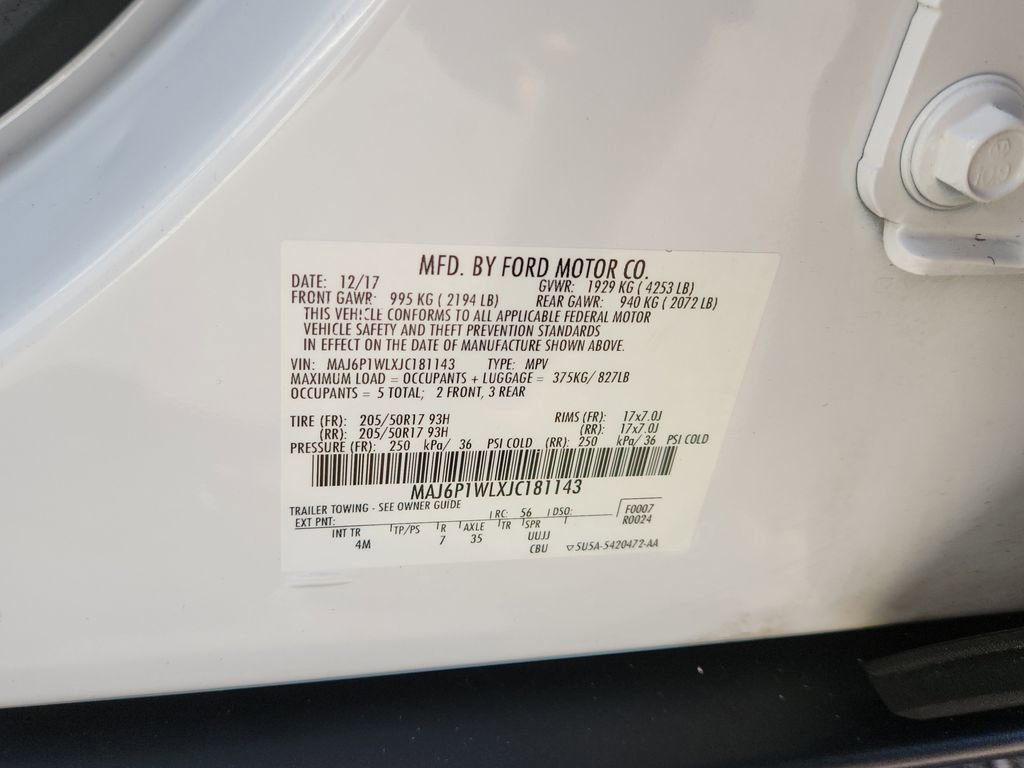 MFD. BY FORD MOTOR CO.
DATE: 12/17 GVWR: 1929 KG ( 4253 LB)
FRONT GAWR: 995 KG ( 2194 LB) REAR GAWR: 940 KG ( 2072 LB)
THIS VEHICLE CONFORMS TO ALL APPLICABLE FEDERAL MOTOR
VEHICLE SAFETY AND THEFT PREVENTION STANDARDS
IN EFFECT ON THE DATE OF MANUFACTURE SHOWN ABOVE.
VIN: MAJ6P1WLXJC181143 TYPE: MPV
MAXIMUM LOAD = OCCUPANTS + LUGGAGE = 375KG/ 827LB
OCCUPANTS = 5 TOTAL; 2 FRONT, 3 REAR
TIRE (FR): 205/50R17 93H RIMS (FR): 17x7.0J
(RR): 205/50R17 93H (RR): 17x7.0J
PRESSURE (FR): 250 kPa/ 36 PSI COLD (RR): 250 kPa/ 36 PSI COLD
MAJ6P1WLXJC181143
TRAILER TOWING - SEE OWNER GUIDE
EXT PNT: RC: 56 DSO: F0007
R0024
INT TR TP/PS R AXLE TR SPR
4M 7 35 UUJJ
CBU 5U5A-5420472-AA